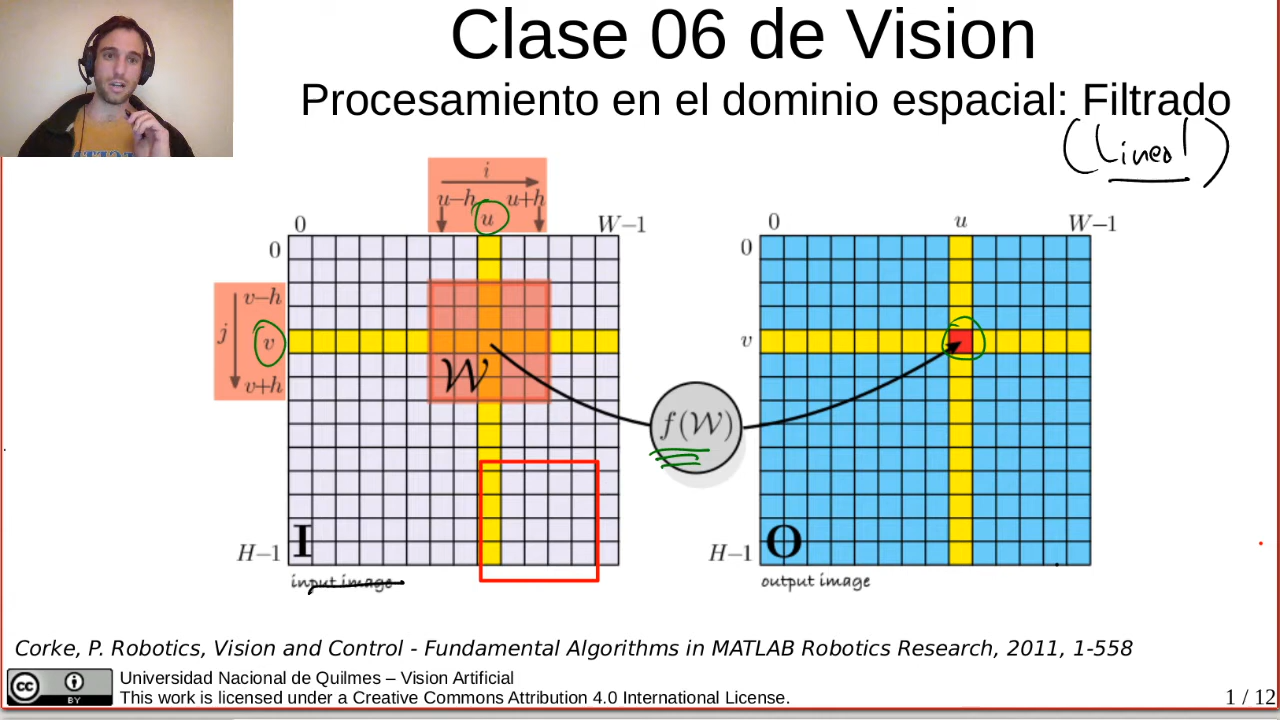 Clase 06 de Vision
Procesamiento en el dominio espacial: Filtrado
(Lineal)
i
u−h u+h
u
0 W−1
0
j
v−h
v
v+h
W
H−1
I
input image
f(W)
0 u W−1
0
v
H−1
O
output image
Corke, P. Robotics, Vision and Control - Fundamental Algorithms in MATLAB Robotics Research, 2011, 1-558
cc BY
Universidad Nacional de Quilmes – Vision Artificial
This work is licensed under a Creative Commons Attribution 4.0 International License.
1 / 12